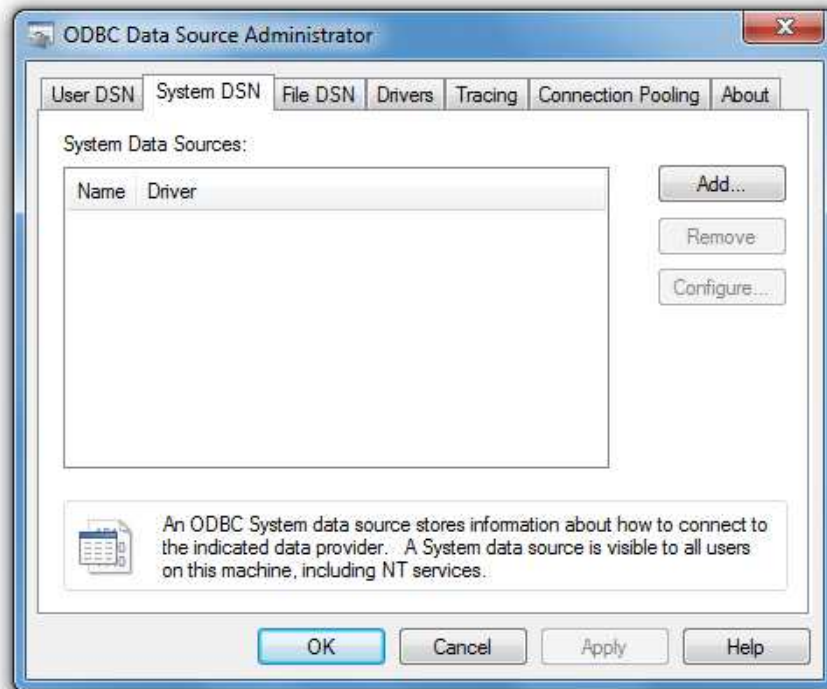 ODBC Data Source Administrator
User DSN System DSN File DSN Drivers Tracing Connection Pooling About
System Data Sources:
Name Driver
Add...
Remove
Configure...
An ODBC System data source stores information about how to connect to
the indicated data provider. A System data source is visible to all users
on this machine, including NT services.
OK Cancel Apply Help